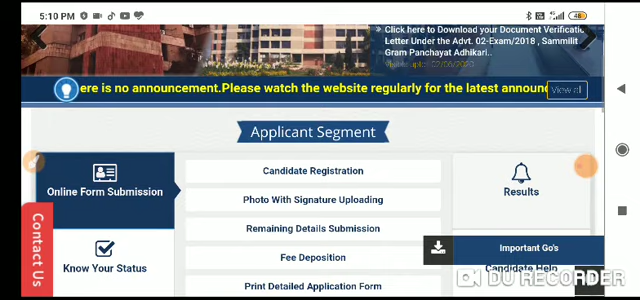 5:10 PM
48
Click here to Download your Document Verificatio
Letter Under the Advt. 02-Exam/2018 , Sammilit
Gram Panchayat Adhikari..
ere is no announcement.Please watch the website regularly for the latest announc
View all
Applicant Segment
Online Form Submission
Candidate Registration
Results
Photo With Signature Uploading
Remaining Details Submission
Important Go's
Contact Us
Know Your Status
Fee Deposition
Candidate Help
Print Detailed Application Form
DU RECORDER